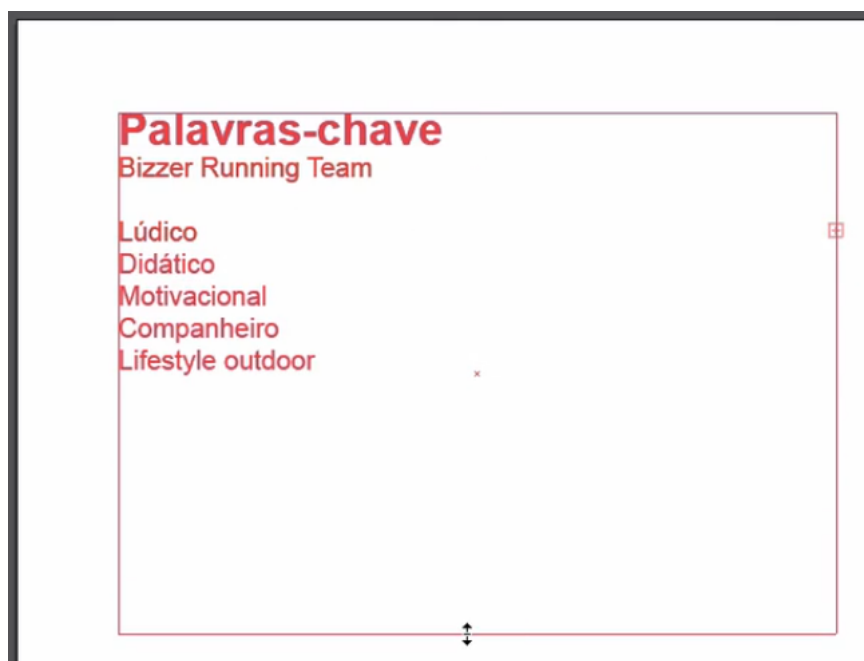 Palavras-chave
Bizzer Running Team
Lúdico
Didático
Motivacional
Companheiro
Lifestyle outdoor